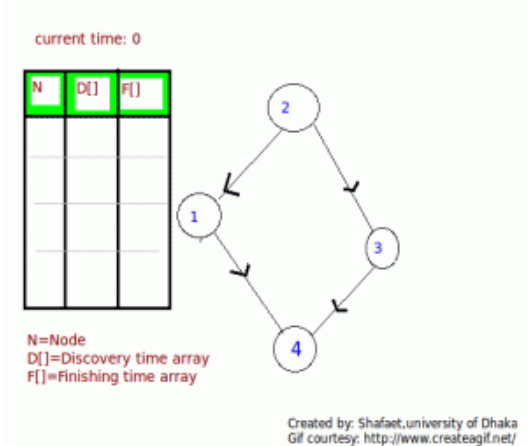 current time: 0
N D[] F[]
2
1
3
4
N=Node
D[]=Discovery time array
F[]=Finishing time array
Created by: Shafaet,university of Dhaka
Gif courtesy: http://www.createagif.net/